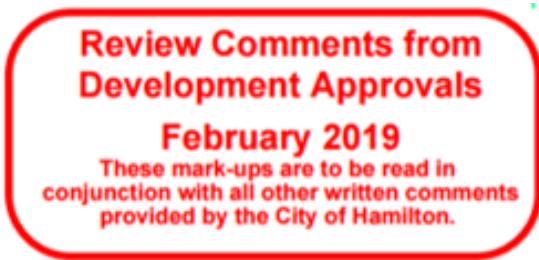 Review Comments from
Development Approvals
February 2019
These mark-ups are to be read in
conjunction with all other written comments
provided by the City of Hamilton.